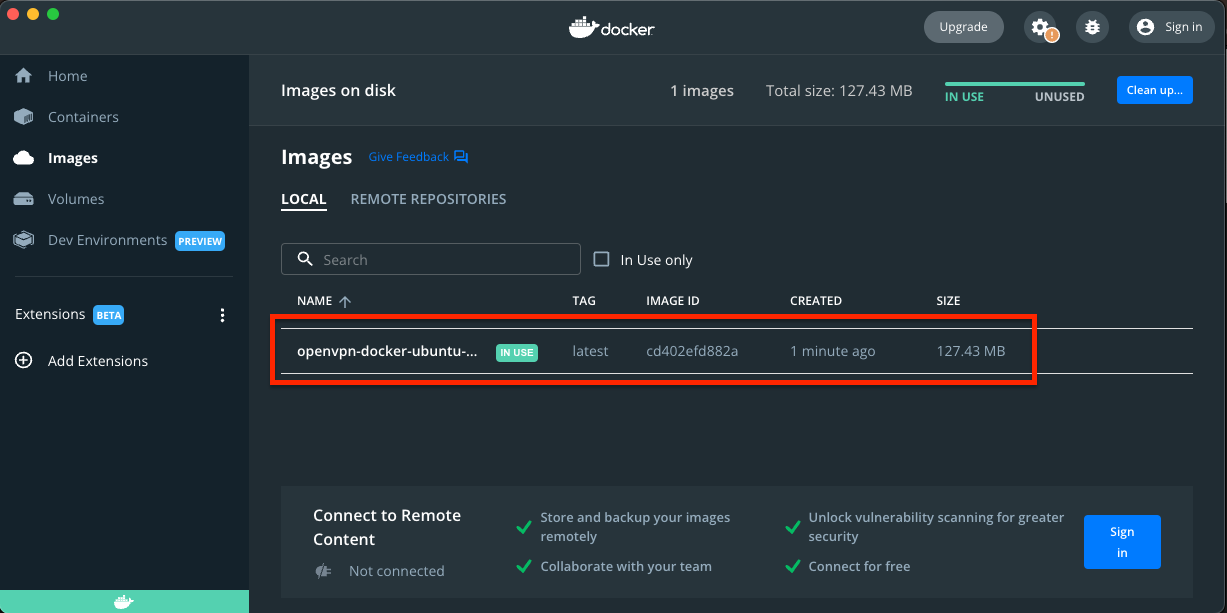 docker
Upgrade
!
Sign in
Home
Containers
Images
Volumes
Dev Environments PREVIEW
Extensions BETA
Add Extensions
Images on disk
1 images
Total size: 127.43 MB
IN USE
UNUSED
Clean up...
Images
Give Feedback
LOCAL
REMOTE REPOSITORIES
Search
In Use only
NAME TAG IMAGE ID CREATED SIZE
openvpn-docker-ubuntu-... IN USE latest cd402efd882a 1 minute ago 127.43 MB
Connect to Remote
Content
Not connected
Store and backup your images
remotely
Collaborate with your team
Unlock vulnerability scanning for greater
security
Connect for free
Sign
in